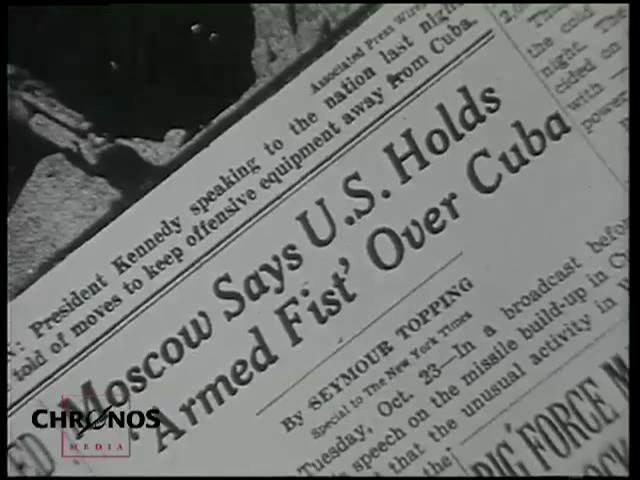 Associated Press Wire
N: President Kennedy speaking to the nation last night
told of moves to keep offensive equipment away from Cuba.
Moscow Says U.S. Holds
'Armed Fist' Over Cuba
By SEYMOUR TOPPING
Special to The New York Times
Tuesday, Oct. 23—In a broadcast
speech on the missile build-up in
that the unusual activity in
the cold
night. The
cided on
with
power
ED
BIG FORCE
CHRONOS
MEDIA